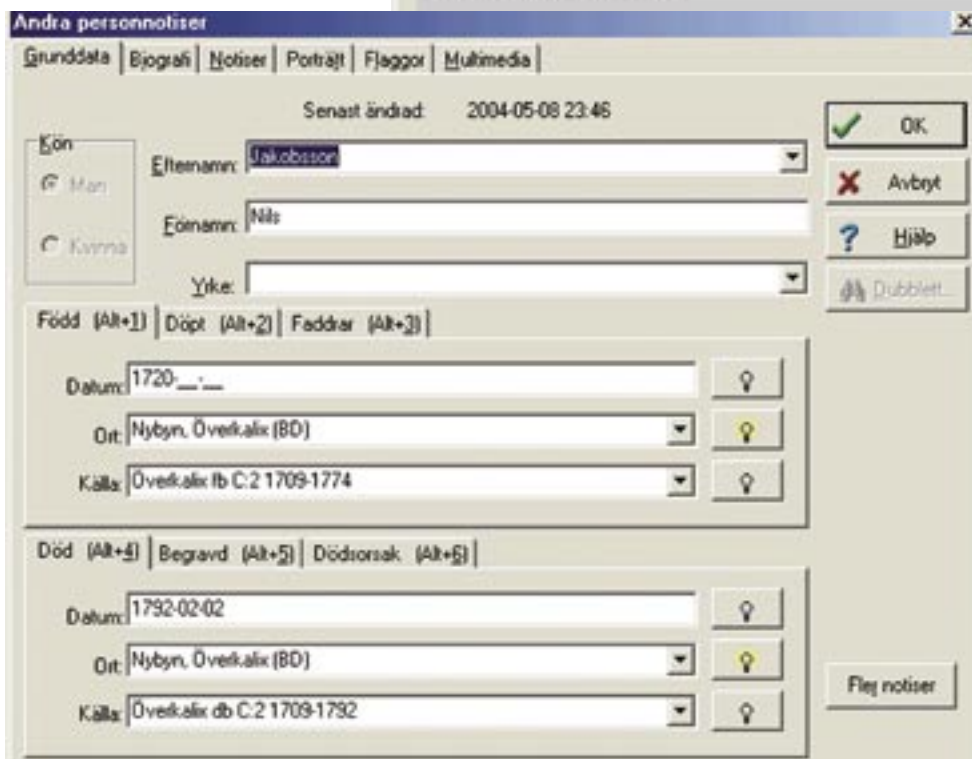 Ändra personnotiser
Grunddata Biografi Notiser Porträtt Flaggor Multimedia
Senast ändrad: 2004-05-08 23:46
OK
Kön
Efternamn: Jakobsson
Man
Avbryt
Förnamn: Nils
Hjälp
Kvinna
Yrke:
Dubblett...
Född (Alt+1) Döpt (Alt+2) Faddrar (Alt+3)
Datum: 1720-__-__
Ort: Nybyn, Överkalix (BD)
Källa: Överkalix fb C:2 1709-1774
Död (Alt+4) Begravd (Alt+5) Dödsorsak (Alt+6)
Datum: 1792-02-02
Ort: Nybyn, Överkalix (BD)
Fler notiser
Källa: Överkalix db C:2 1709-1792